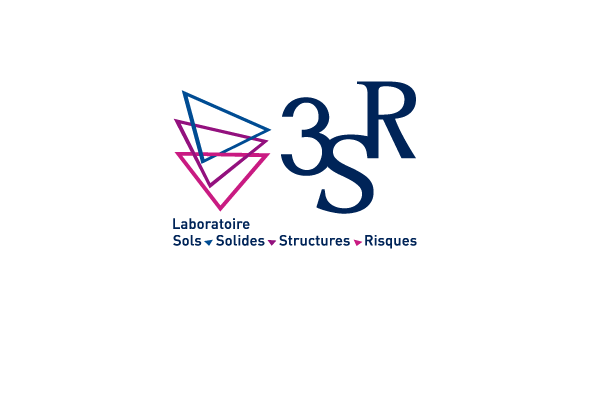 3SR
Laboratoire
Sols Solides Structures Risques